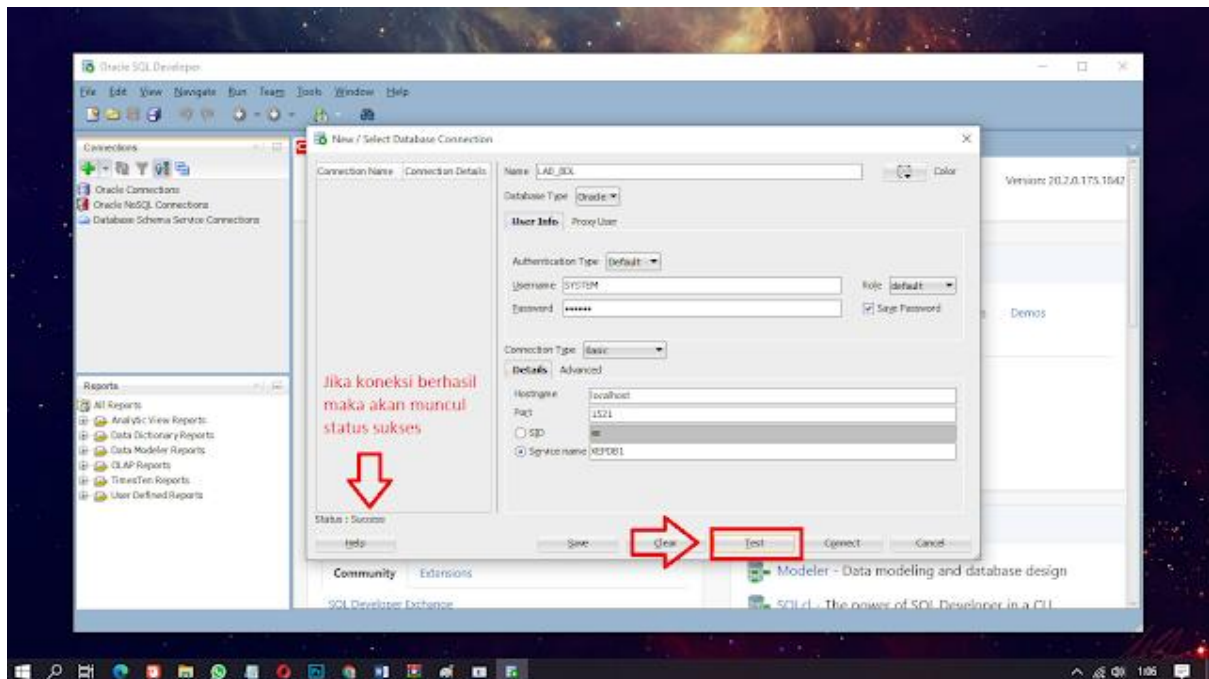 Oracle SQL Developer
File Edit View Navigate Run Team Tools Window Help
Connections
Oracle Connections
Oracle NoSQL Connections
Database Schema Service Connections
Reports
All Reports
Analytic View Reports
Data Dictionary Reports
Data Modeler Reports
OLAP Reports
TimesTen Reports
User Defined Reports
New / Select Database Connection
Connection Name Connection Details
Name LAB_BDL Color
Database Type Oracle
User Info Proxy User
Authentication Type Default
Username SYSTEM Role default
Password ••••••• Save Password
Connection Type Basic
Details Advanced
Hostname localhost
Port 1521
SID xe
Service name XEPDB1
Jika koneksi berhasil
maka akan muncul
status sukses
Status : Success
Help Save Clear Test Connect Cancel
Version 20.2.0.175.1842
Demos
Community Extensions
SQL Developer Exchange
Modeler - Data modeling and database design
SQLcl - The power of SQL Developer in a CLI
1:06